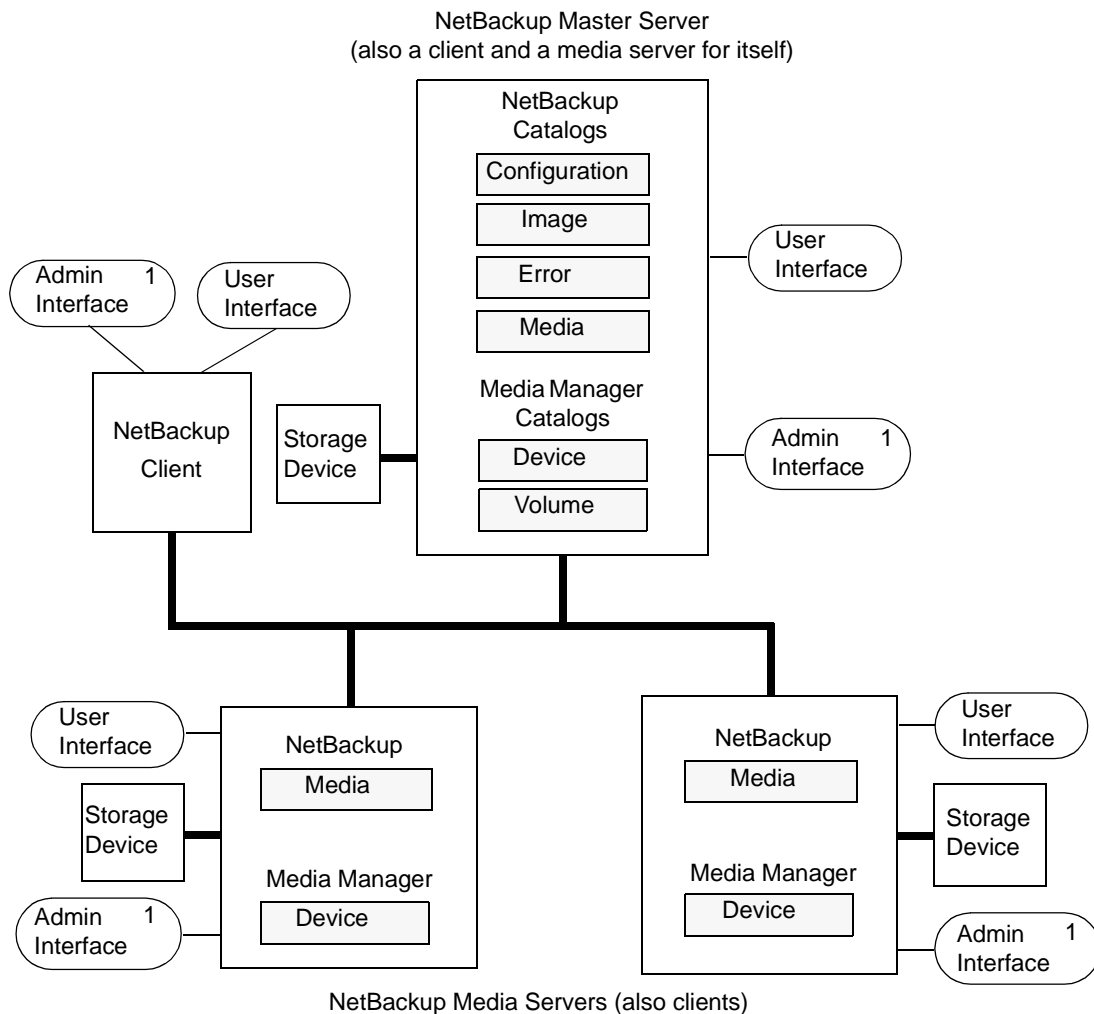 NetBackup Master Server
(also a client and a media server for itself)
NetBackup
Catalogs
Configuration
Image
Error
Media
Media Manager
Catalogs
Device
Volume
User
Interface
Admin 1
Interface
Admin 1
Interface
User
Interface
NetBackup
Client
Storage
Device
User
Interface
Storage
Device
Admin 1
Interface
NetBackup
Media
Media Manager
Device
NetBackup
Media
Media Manager
Device
User
Interface
Storage
Device
Admin 1
Interface
NetBackup Media Servers (also clients)